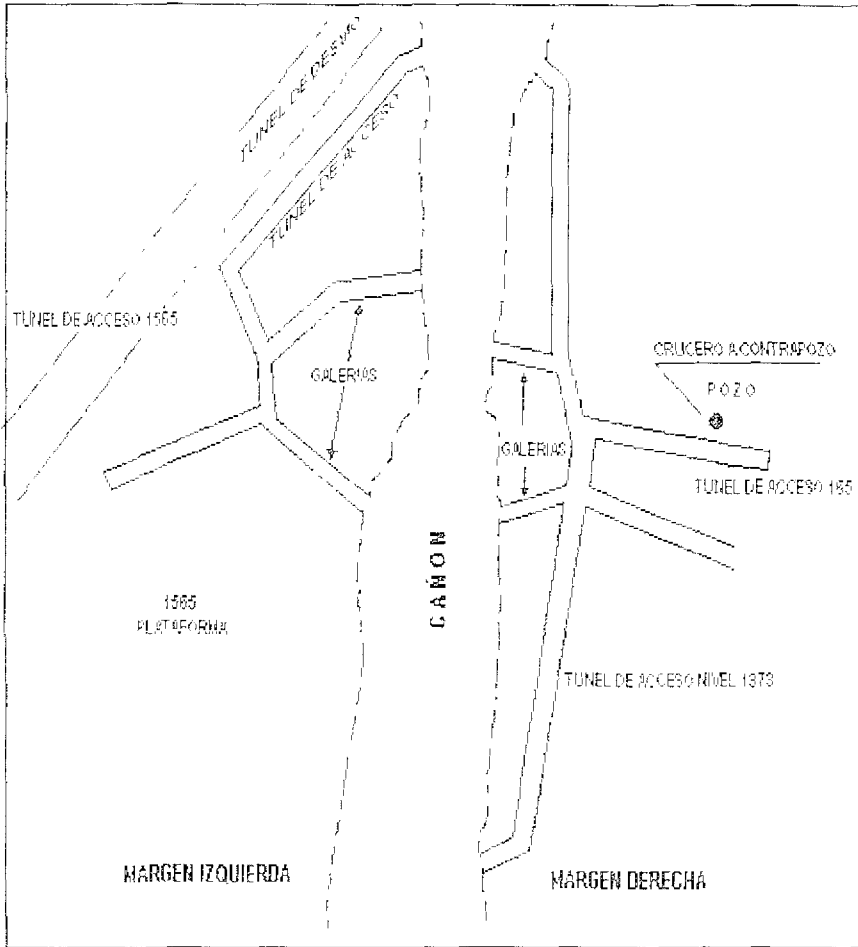 TUNEL DE DESVIO
TUNEL DE ACCESO
TUNEL DE ACCESO 1565
GALERIAS
CRUCERO A CONTRAPOZO
POZO
GALERIAS
TUNEL DE ACCESO 165
CAÑON
1565
PLATAFORMA
TUNEL DE ACCESO NIVEL 1373
MARGEN IZQUIERDA
MARGEN DERECHA